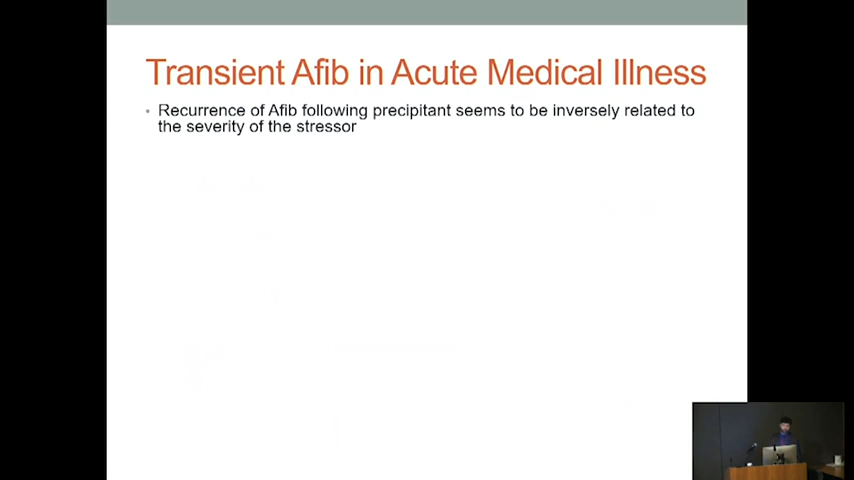 Transient Afib in Acute Medical Illness
• Recurrence of Afib following precipitant seems to be inversely related to
the severity of the stressor